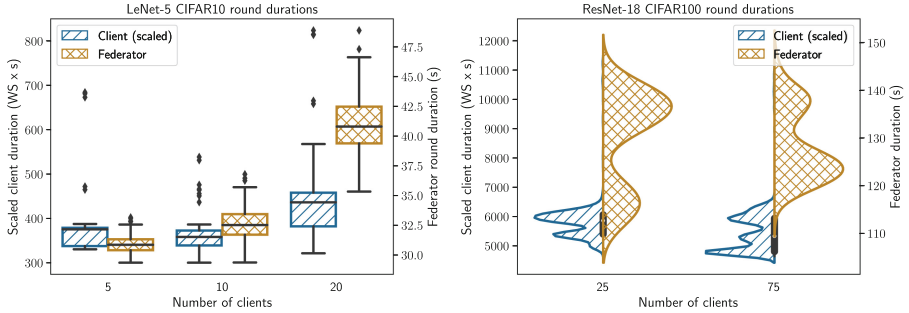 LeNet-5 CIFAR10 round durations
Client (scaled)
Federator
Scaled client duration (WS x s)
800
700
600
500
400
300
47.5
45.0
42.5
40.0
37.5
35.0
32.5
30.0
Federator round duration (s)
5 10 20
Number of clients
ResNet-18 CIFAR100 round durations
Client (scaled)
Federator
Scaled client duration (WS x s)
12000
11000
10000
9000
8000
7000
6000
5000
150
140
130
120
110
Federator duration (s)
25 75
Number of clients